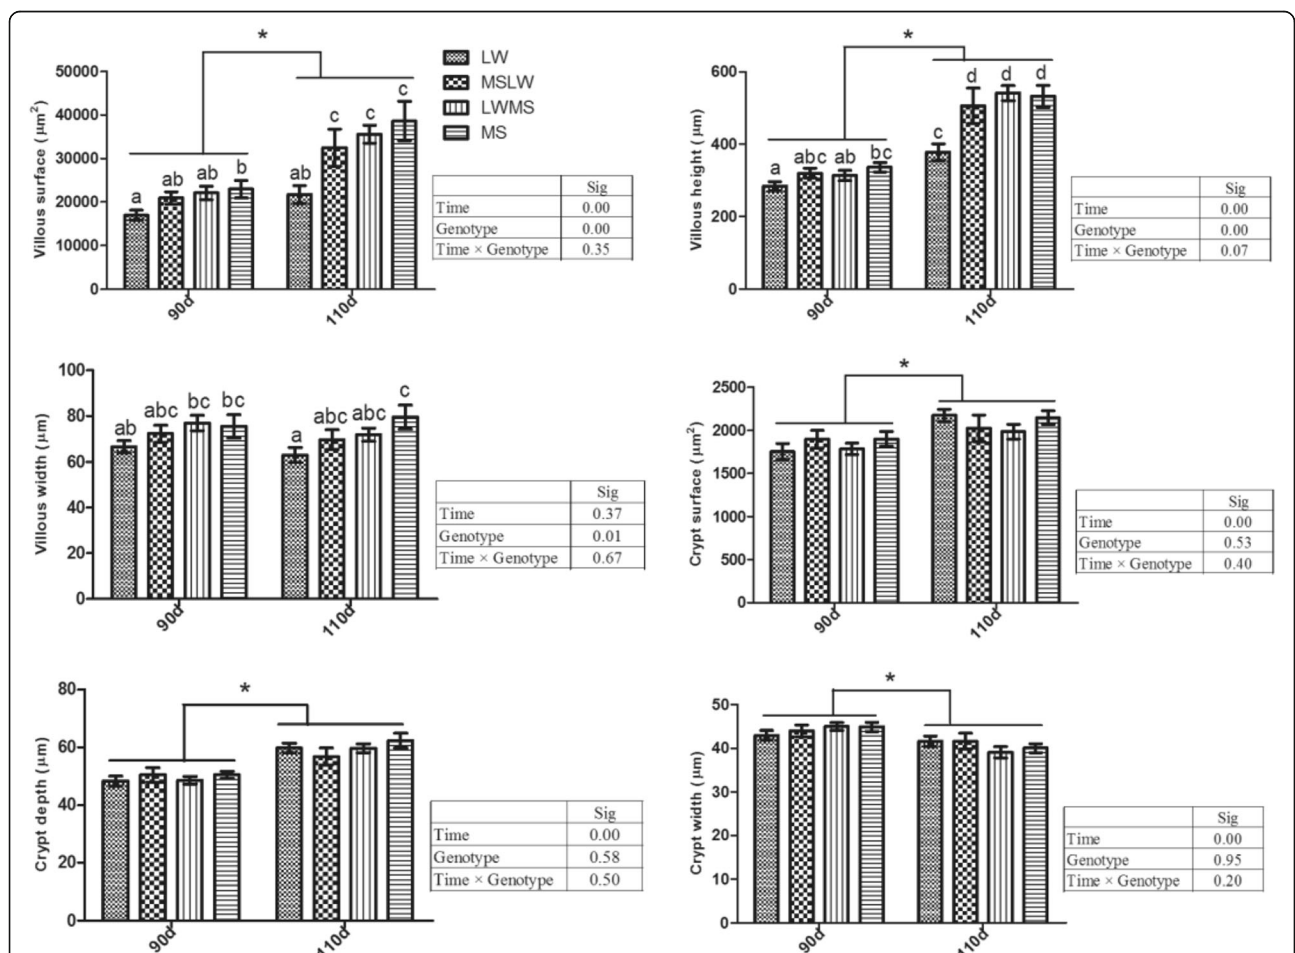 *
50000
40000
30000
20000
10000
0
Villous surface (μm²)
a ab ab b
ab c c c
90d 110d
LW
MSLW
LWMS
MS
Sig
Time 0.00
Genotype 0.00
Time × Genotype 0.35
*
600
400
200
0
Villous height (μm)
a abc ab bc
c d d d
90d 110d
Sig
Time 0.00
Genotype 0.00
Time × Genotype 0.07
100
80
60
40
20
0
Villous width (μm)
ab abc bc bc
a abc abc c
90d 110d
Sig
Time 0.37
Genotype 0.01
Time × Genotype 0.67
*
2500
2000
1500
1000
500
0
Crypt surface (μm²)
90d 110d
Sig
Time 0.00
Genotype 0.53
Time × Genotype 0.40
*
80
60
40
20
0
Crypt depth (μm)
90d 110d
Sig
Time 0.00
Genotype 0.58
Time × Genotype 0.50
*
50
40
30
20
10
0
Crypt width (μm)
90d 110d
Sig
Time 0.00
Genotype 0.95
Time × Genotype 0.20